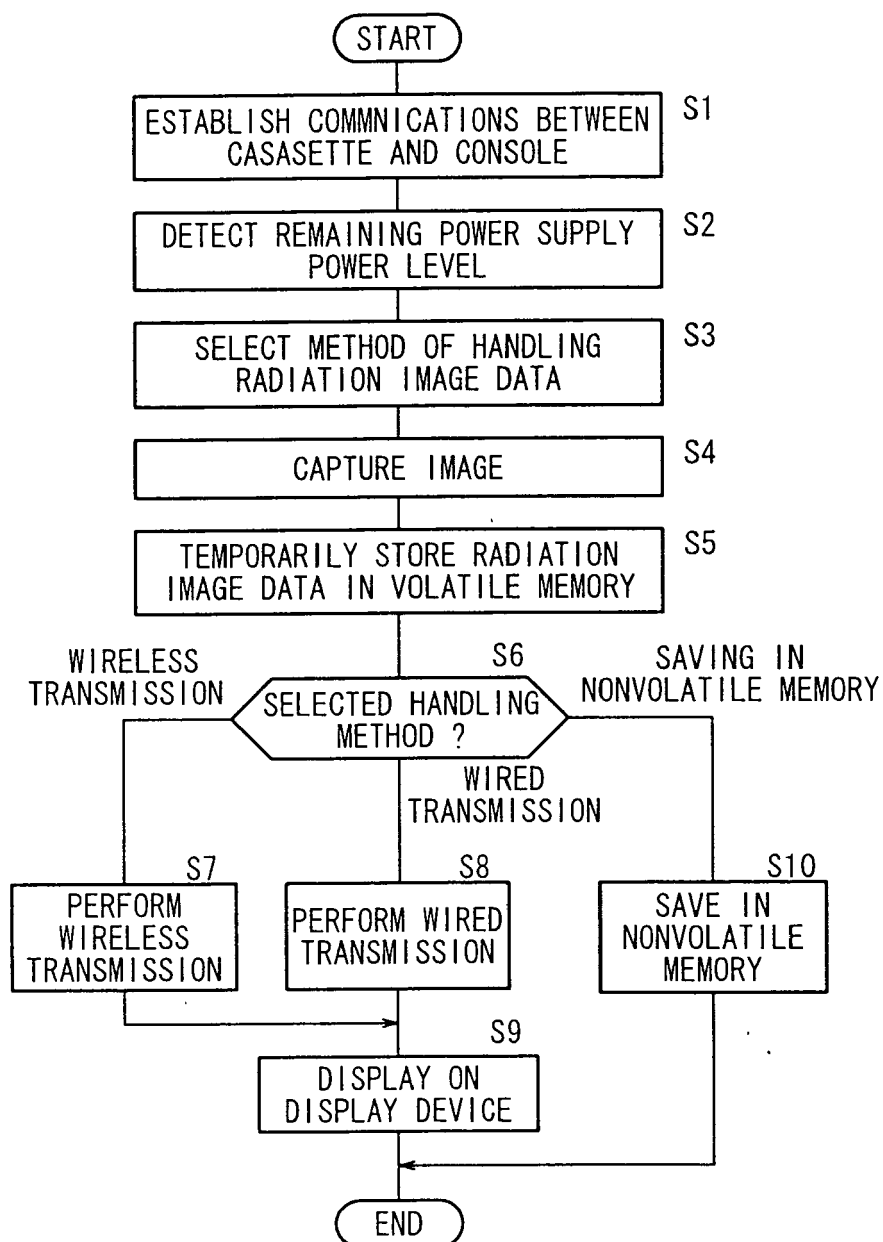 START
ESTABLISH COMMNICATIONS BETWEEN
CASASETTE AND CONSOLE
S1
DETECT REMAINING POWER SUPPLY
POWER LEVEL
S2
SELECT METHOD OF HANDLING
RADIATION IMAGE DATA
S3
CAPTURE IMAGE
S4
TEMPORARILY STORE RADIATION
IMAGE DATA IN VOLATILE MEMORY
S5
S6
SELECTED HANDLING
METHOD ?
WIRELESS
TRANSMISSION
WIRED
TRANSMISSION
SAVING IN
NONVOLATILE MEMORY
S7
PERFORM
WIRELESS
TRANSMISSION
S8
PERFORM WIRED
TRANSMISSION
S10
SAVE IN
NONVOLATILE
MEMORY
S9
DISPLAY ON
DISPLAY DEVICE
END